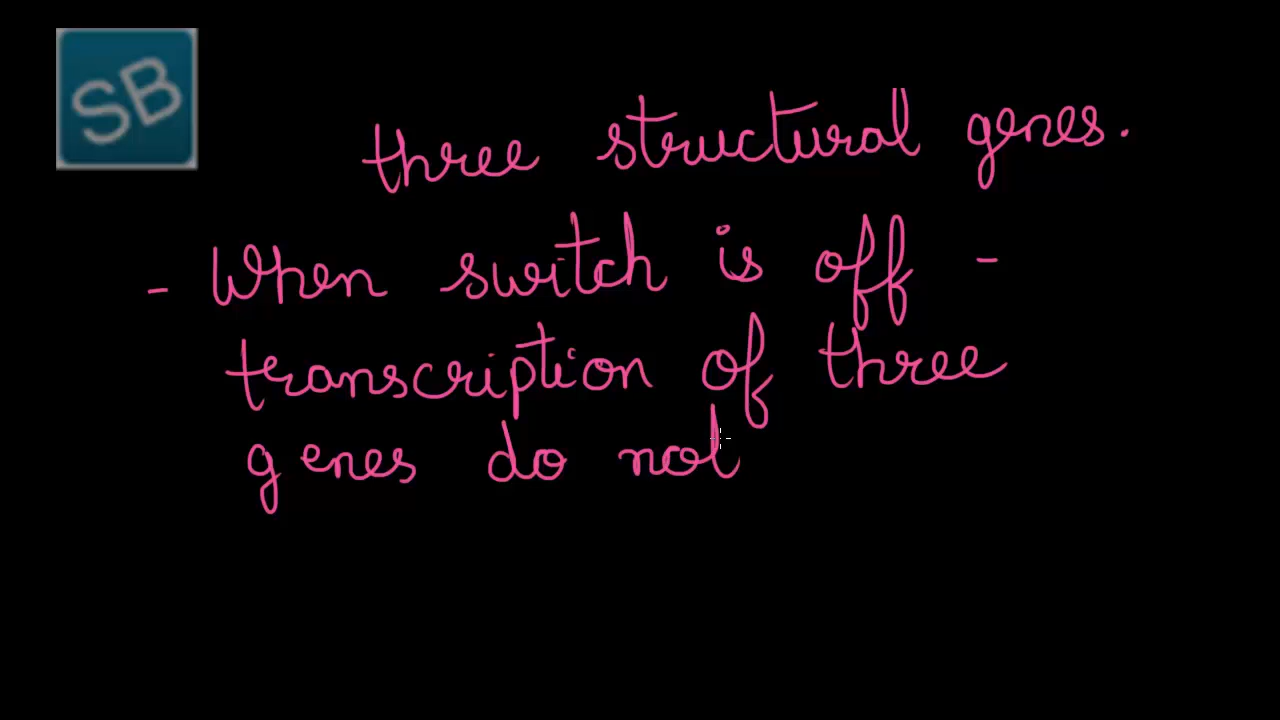 SB
three structural genes.
- When switch is off -
transcription of three
genes do not